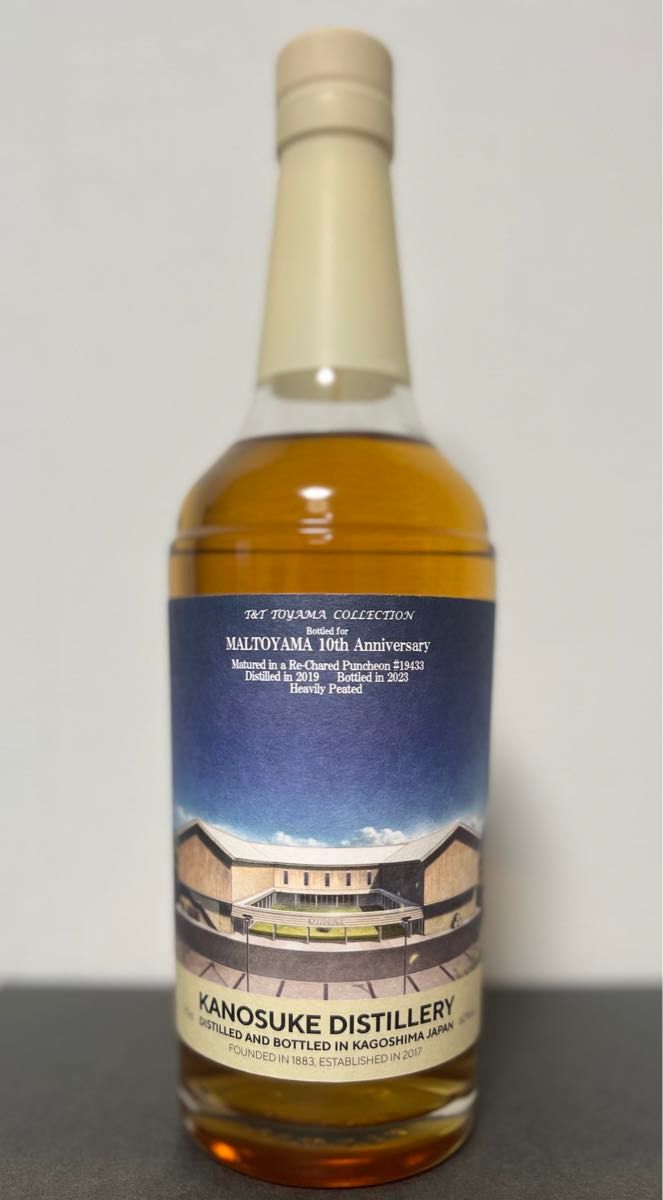 T&T TOYAMA COLLECTION
Bottled for
MALTOYAMA 10th Anniversary
Matured in a Re-Chared Puncheon #19433
Distilled in 2019 Bottled in 2023
Heavily Peated
KANOSUKE
KANOSUKE DISTILLERY
DISTILLED AND BOTTLED IN KAGOSHIMA JAPAN
FOUNDED IN 1883, ESTABLISHED IN 2017